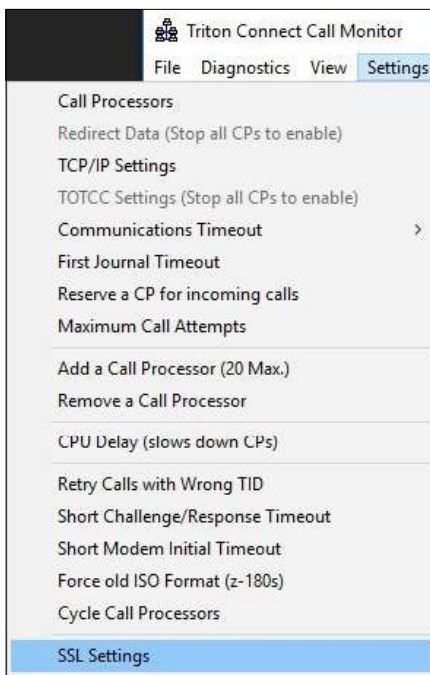 Triton Connect Call Monitor
File Diagnostics View Settings
Call Processors
Redirect Data (Stop all CPs to enable)
TCP/IP Settings
TOTCC Settings (Stop all CPs to enable)
Communications Timeout >
First Journal Timeout
Reserve a CP for incoming calls
Maximum Call Attempts
Add a Call Processor (20 Max.)
Remove a Call Processor
CPU Delay (slows down CPs)
Retry Calls with Wrong TID
Short Challenge/Response Timeout
Short Modem Initial Timeout
Force old ISO Format (z-180s)
Cycle Call Processors
SSL Settings